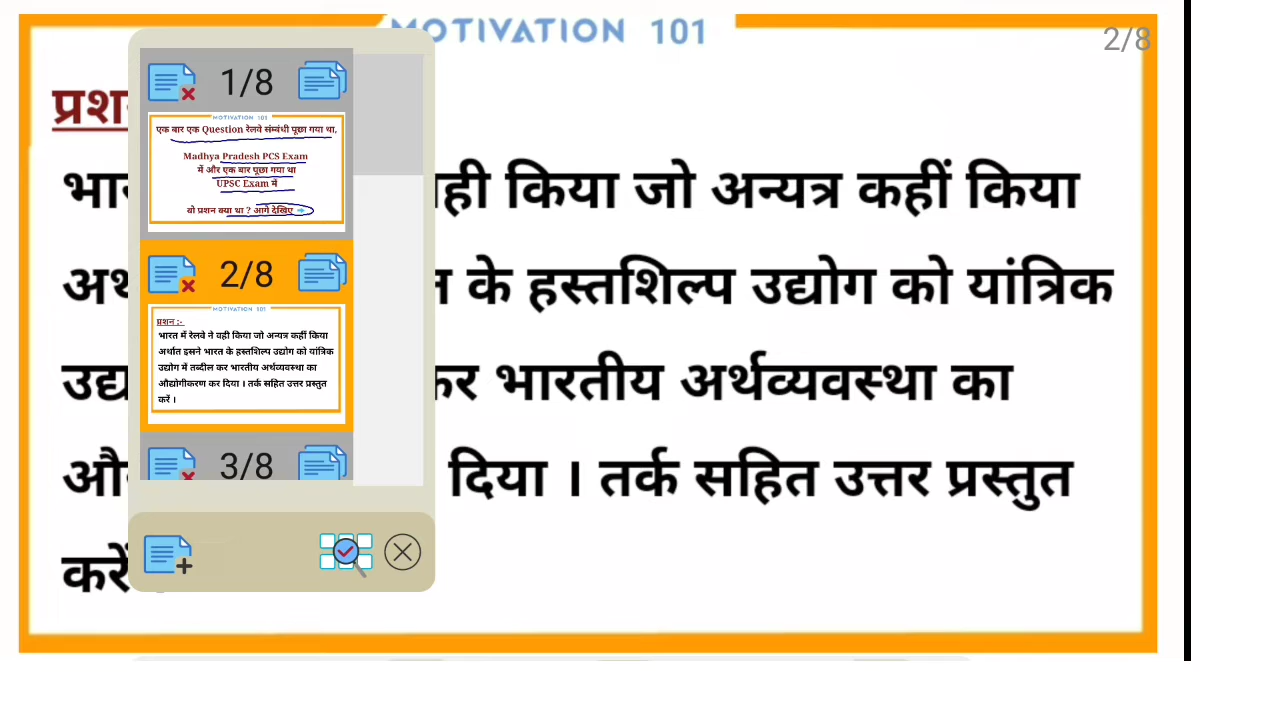 MOTIVATION 101
2/8
1/8
MOTIVATION 101
एक बार एक Question रेलवे संम्बंधी पूछा गया था,
Madhya Pradesh PCS Exam
में और एक बार पूछा गया था
UPSC Exam में
वो प्रशन क्या था ? आगे देखिए
2/8
MOTIVATION 101
प्रशन :-
भारत में रेलवे ने वही किया जो अन्यत्र कहीं किया
अर्थात इसने भारत के हस्तशिल्प उद्योग को यांत्रिक
उद्योग में तब्दील कर भारतीय अर्थव्यवस्था का
औद्योगीकरण कर दिया । तर्क सहित उत्तर प्रस्तुत
करें ।
3/8
किया जो अन्यत्र कहीं किया
के हस्तशिल्प उद्योग को यांत्रिक
कर भारतीय अर्थव्यवस्था का
दिया । तर्क सहित उत्तर प्रस्तुत
करें